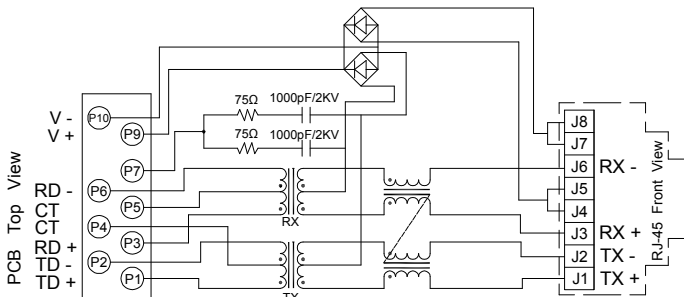 75Ω 1000pF/2KV
75Ω 1000pF/2KV
V - P10
V + P9
P7
RD - P6
CT P5
CT P4
RD + P3
TD - P2
TD + P1
PCB Top View
RX
TX
J8
J7
J6 RX -
J5
J4
J3 RX +
J2 TX -
J1 TX +
RJ-45 Front View